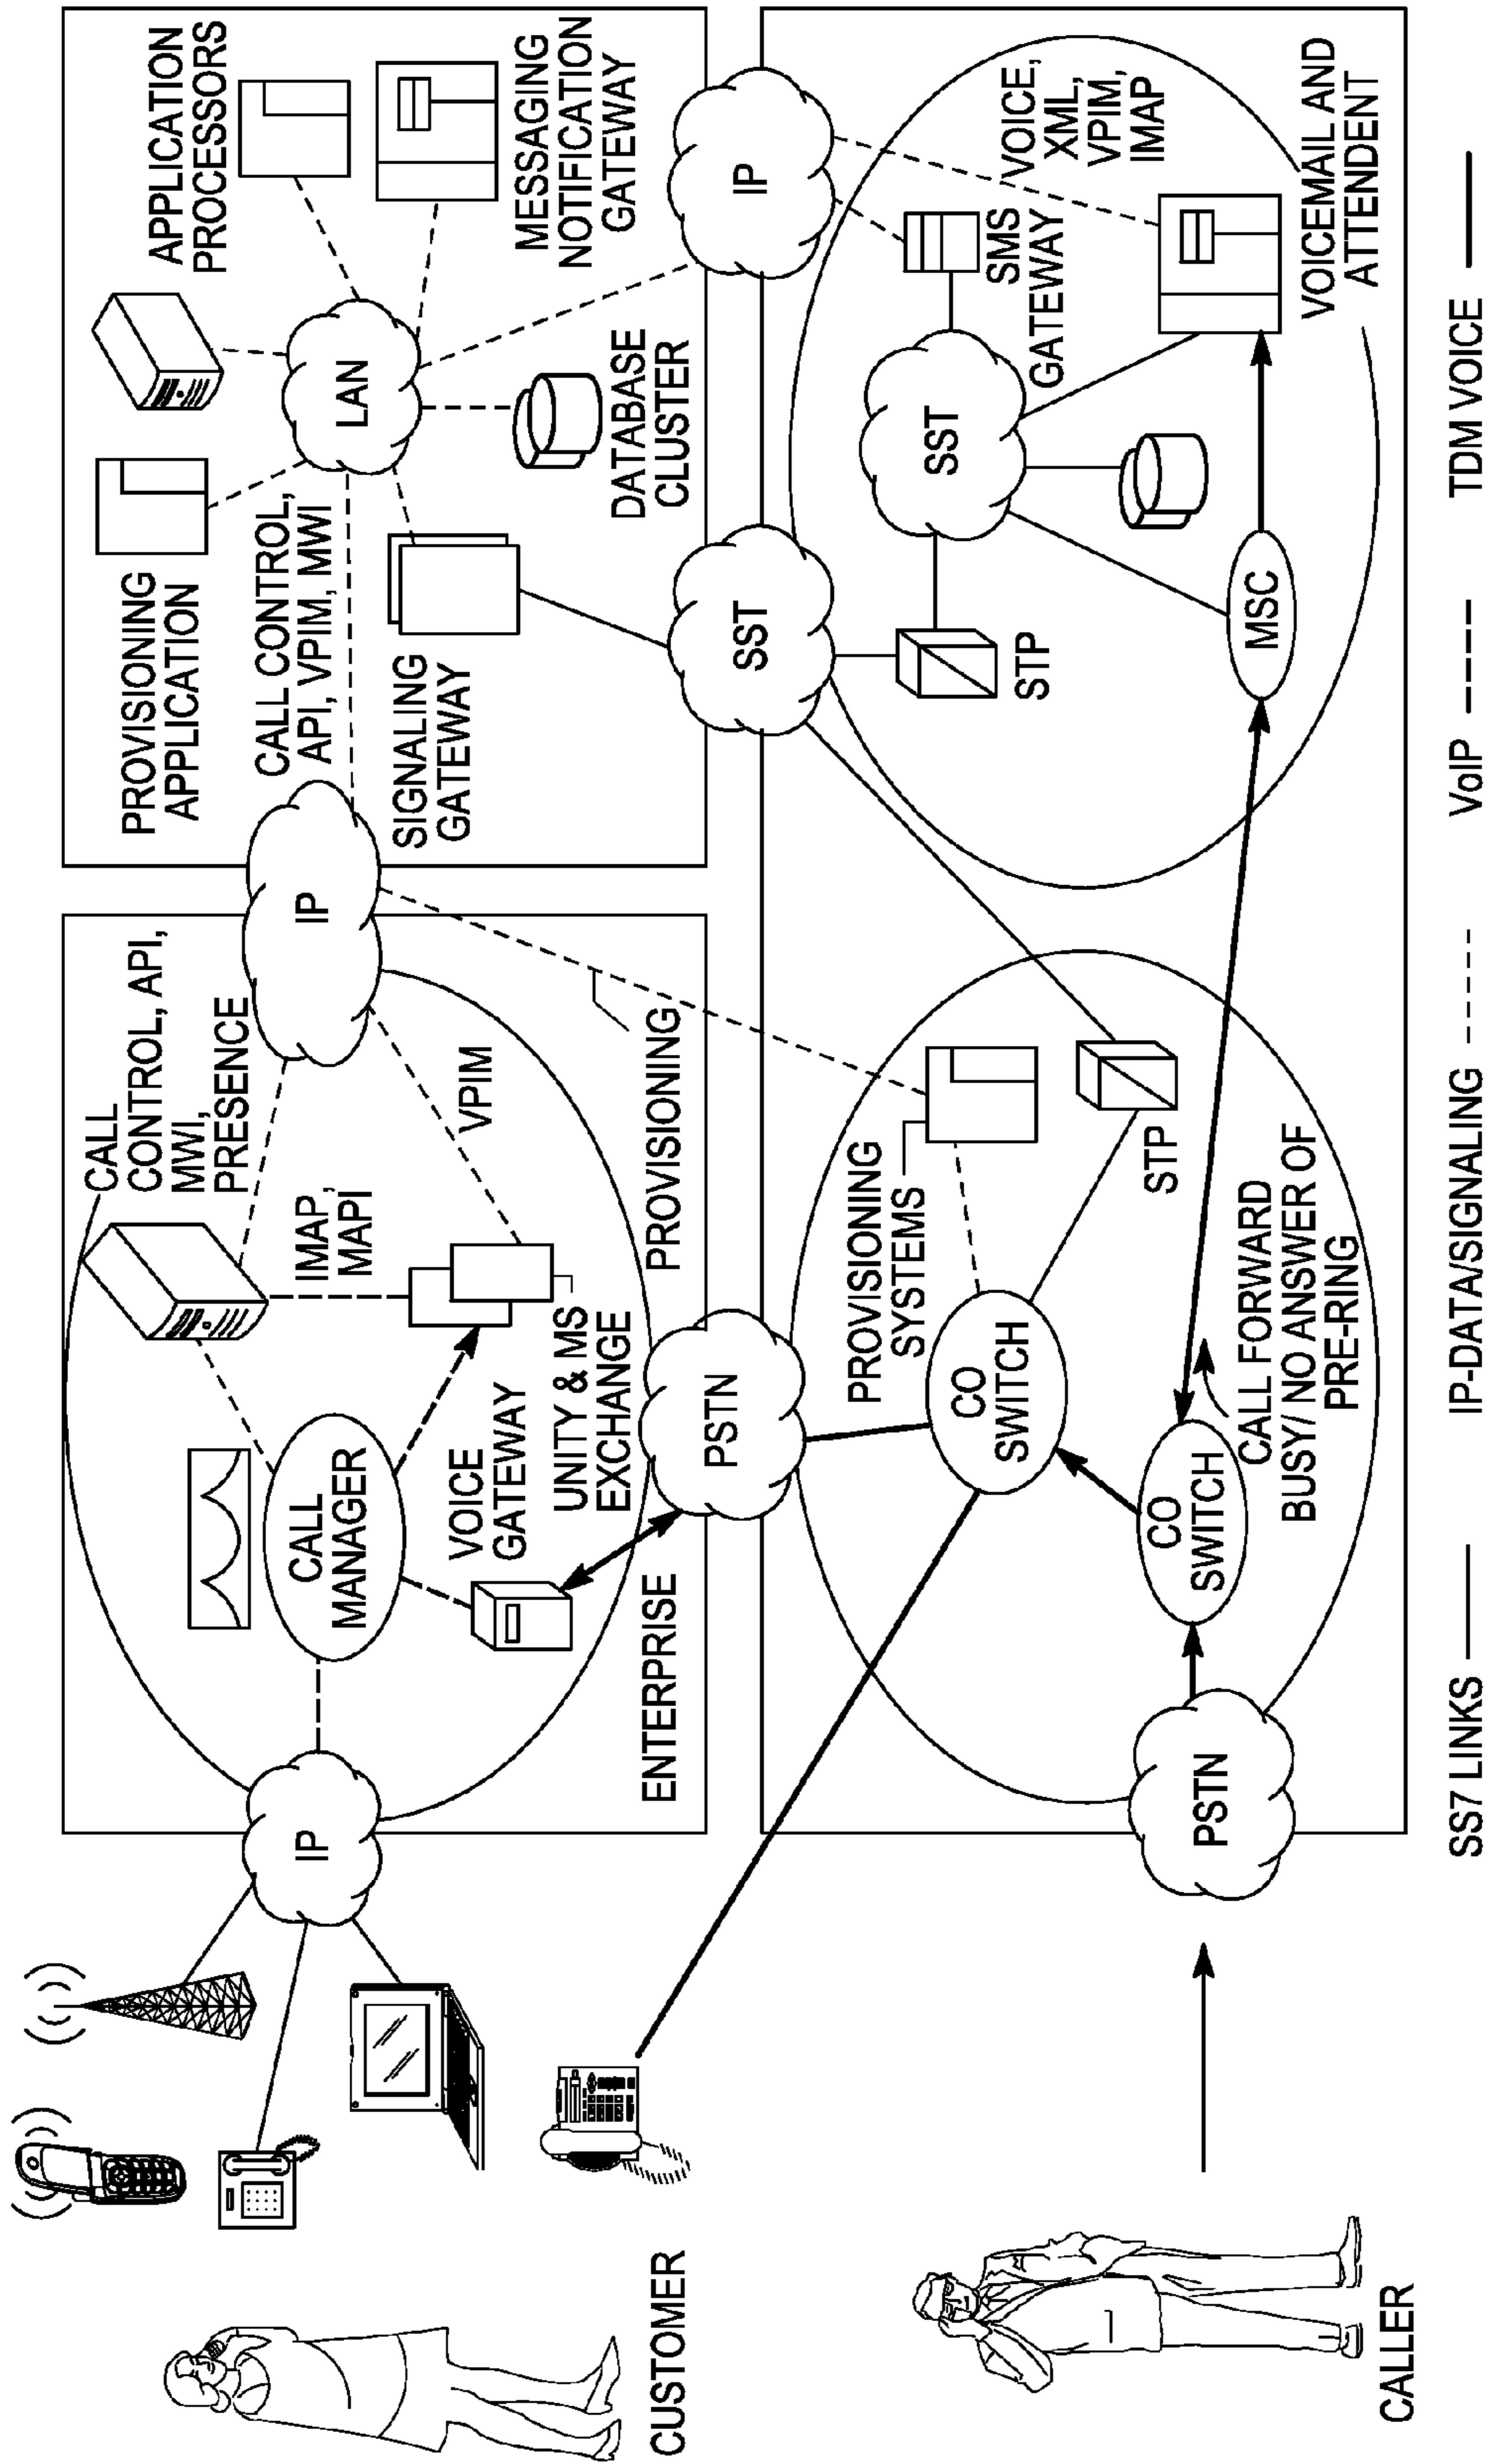 CUSTOMER
CALLER
IP
CALL
MANAGER
CALL
CONTROL, API,
MWI,
PRESENCE
IMAP,
MAPI
VPIM
VOICE
GATEWAY
UNITY & MS
EXCHANGE
ENTERPRISE
PROVISIONING
IP
PROVISIONING
APPLICATION
CALL CONTROL,
API, VPIM, MWI
SIGNALING
GATEWAY
LAN
APPLICATION
PROCESSORS
MESSAGING
NOTIFICATION
GATEWAY
DATABASE
CLUSTER
PSTN
SST
IP
PROVISIONING
SYSTEMS
CO
SWITCH
STP
CO
SWITCH
CALL FORWARD
BUSY/ NO ANSWER OF
PRE-RING
PSTN
STP
SST
SMS
GATEWAY
VOICE,
XML,
VPIM,
IMAP
MSC
VOICEMAIL AND
ATTENDENT
SS7 LINKS
IP-DATA/SIGNALING
VoIP
TDM VOICE